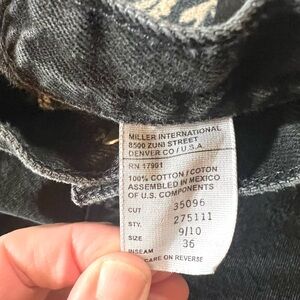 MILLER INTERNATIONAL
8500 ZUNI STREET
DENVER CO / U.S.A.
RN 17991
100% COTTON / COTON
ASSEMBLED IN MEXICO
OF U.S. COMPONENTS
CUT 35096
STY. 275111
SIZE 9/10
INSEAM 36
CARE ON REVERSE